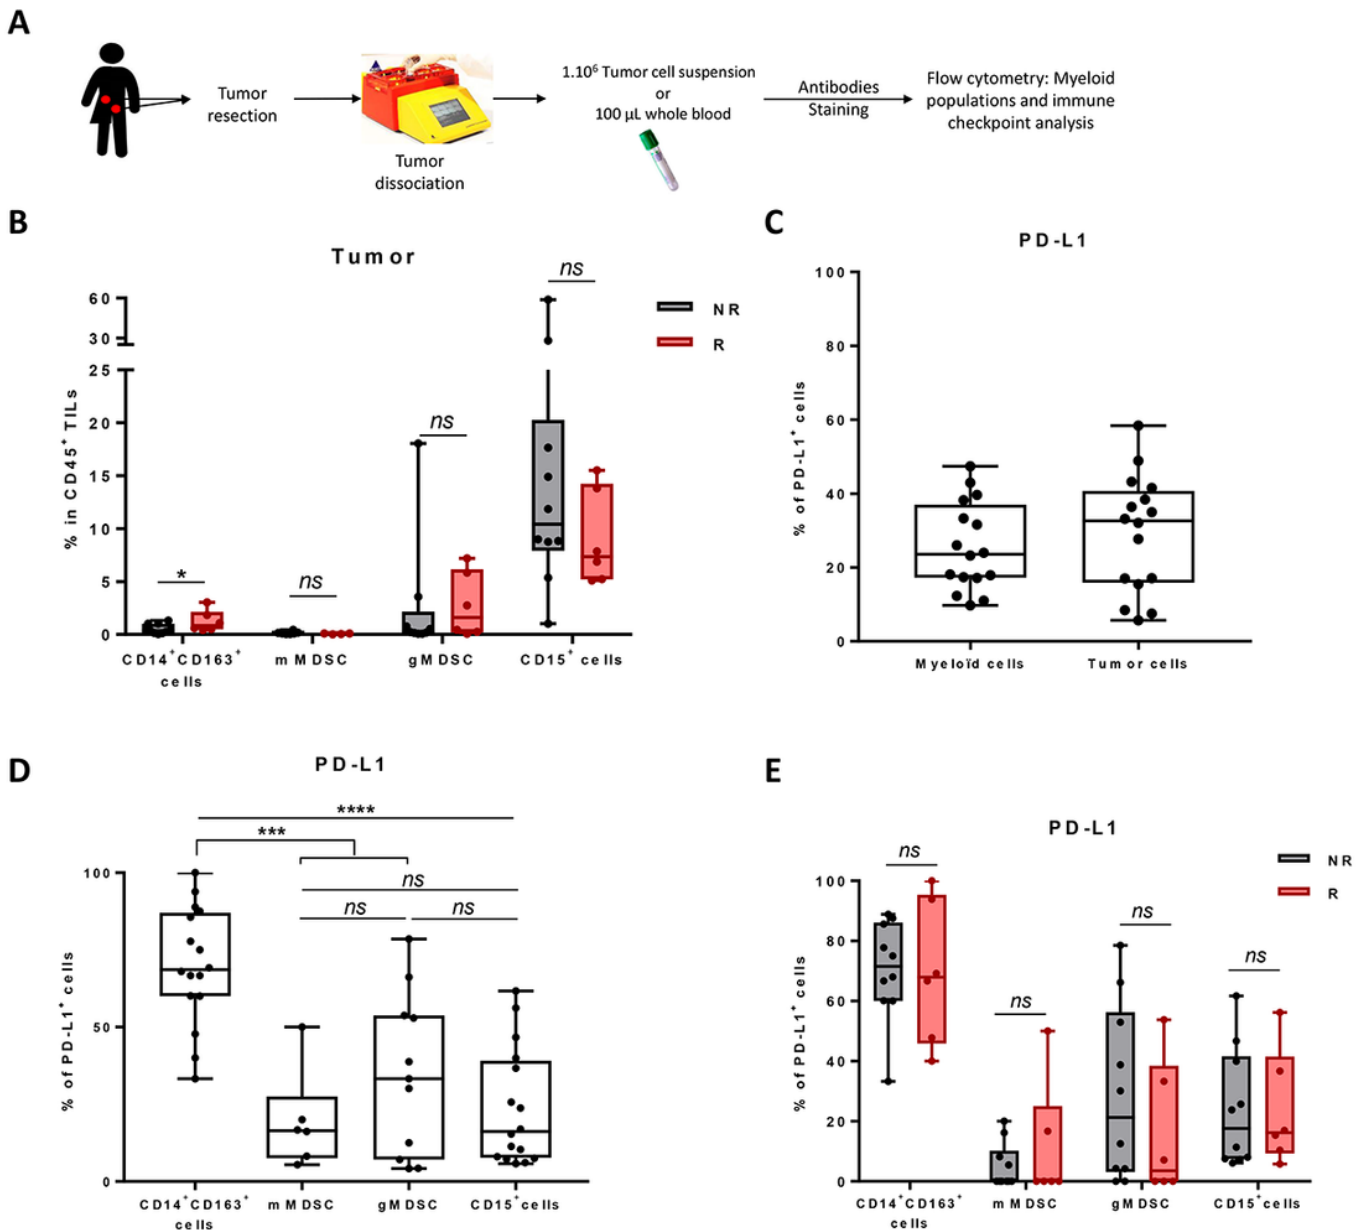 A
Tumor
resection
Tumor
dissociation
1.10⁶ Tumor cell suspension
or
100 µL whole blood
Antibodies
Staining
Flow cytometry: Myeloid
populations and immune
checkpoint analysis
B
Tumor
% in CD45⁺ TILs
60
30
25
20
15
10
5
0
*
ns
ns
ns
NR
R
CD14⁺CD163⁺
cells
mMDSC
gMDSC
CD15⁺ cells
C
PD-L1
% of PD-L1⁺ cells
100
80
60
40
20
0
Myeloïd cells
Tumor cells
D
PD-L1
% of PD-L1⁺ cells
****
***
ns
ns
ns
100
50
0
CD14⁺CD163⁺
cells
mMDSC
gMDSC
CD15⁺cells
E
PD-L1
% of PD-L1⁺ cells
NR
R
ns
ns
ns
ns
100
80
60
40
20
0
CD14⁺CD163⁺
cells
mMDSC
gMDSC
CD15⁺cells